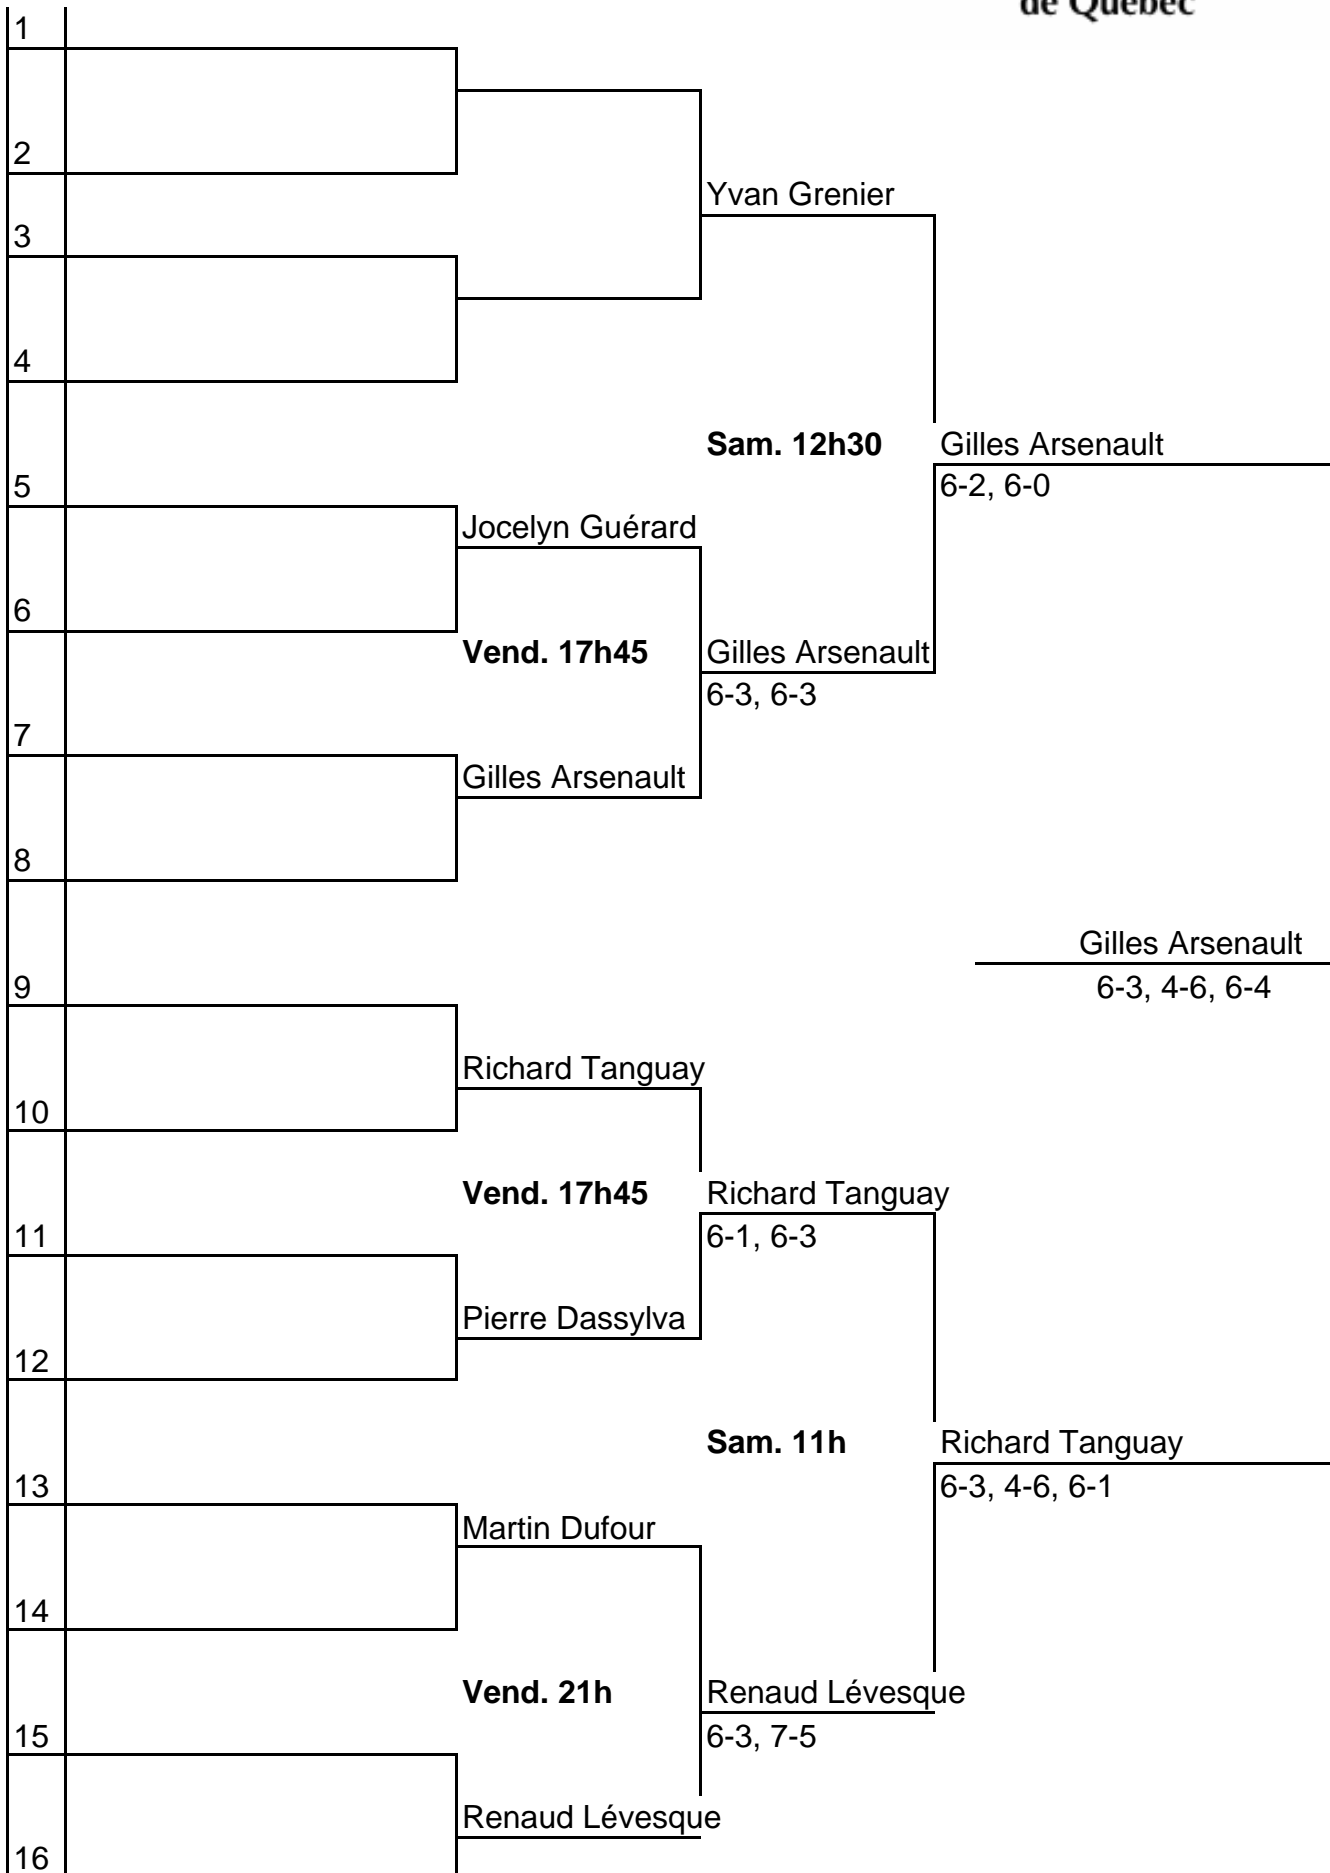 de Québec
1
2
Yvan Grenier
3
4
Sam. 12h30 Gilles Arsenault
5 6-2, 6-0
Jocelyn Guérard
6
Vend. 17h45 Gilles Arsenault
6-3, 6-3
7
Gilles Arsenault
8
Gilles Arsenault
9 6-3, 4-6, 6-4
Richard Tanguay
10
Vend. 17h45 Richard Tanguay
11 6-1, 6-3
Pierre Dassylva
12
Sam. 11h Richard Tanguay
13 6-3, 4-6, 6-1
Martin Dufour
14
Vend. 21h Renaud Lévesque
15 6-3, 7-5
Renaud Lévesque
16